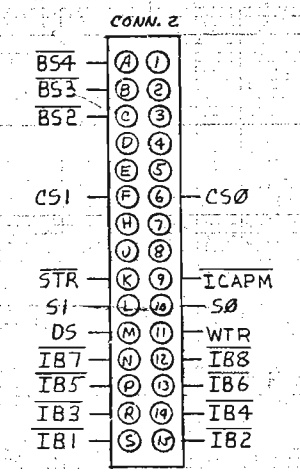 CONN. 2
BS4 A 1
BS3 B 2
BS2 C 3
D 4
E 5
CS1 F 6 CSØ
H 7
J 8
STR K 9 ICAPM
S1 L 10 SØ
DS M 11 WTR
IB7 N 12 IB8
IB5 P 13 IB6
IB3 R 14 IB4
IB1 S 15 IB2